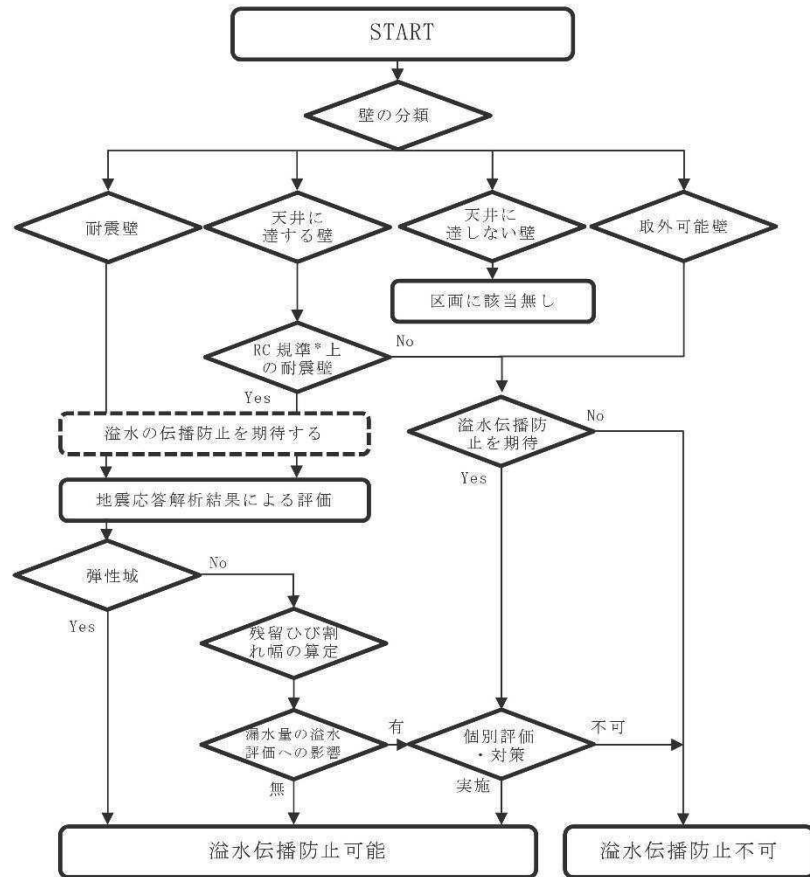 START
壁の分類
耐震壁
天井に
達する壁
天井に
達しない壁
取外可能壁
区画に該当無し
RC 規準*上
の耐震壁
No
Yes
溢水の伝播防止を期待する
溢水伝播防
止を期待
No
Yes
地震応答解析結果による評価
弾性域
No
Yes
残留ひび割
れ幅の算定
漏水量の溢水
評価への影響
有
無
個別評価
・対策
不可
実施
溢水伝播防止可能
溢水伝播防止不可